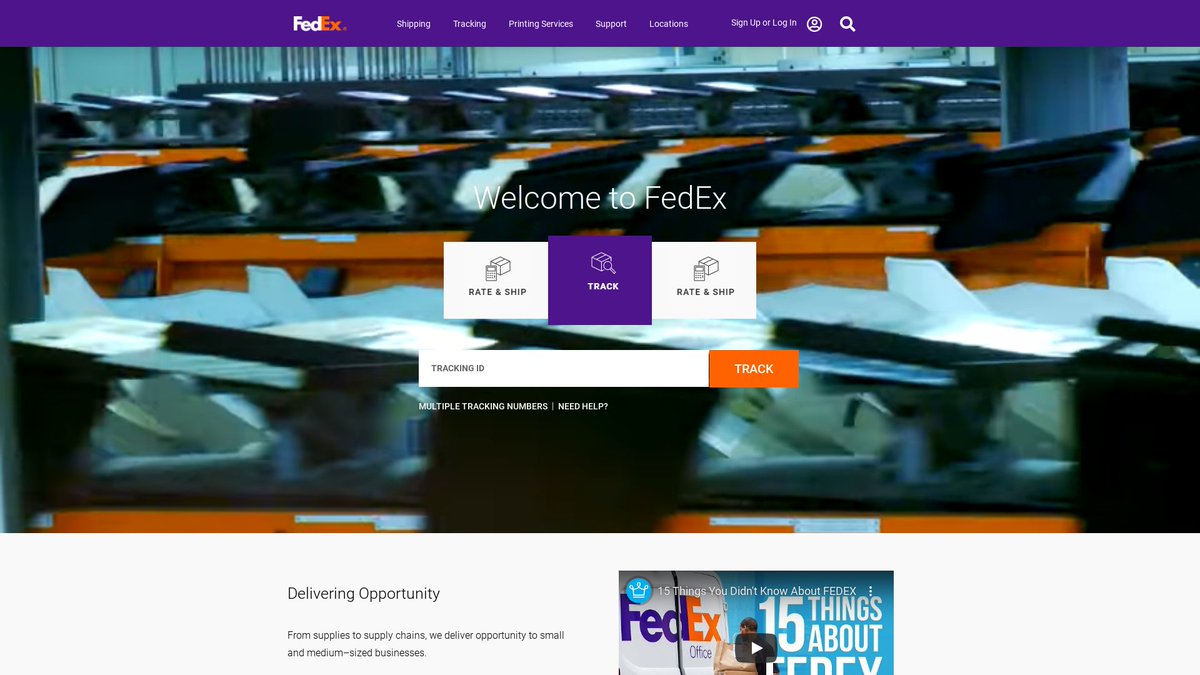 FedEx
Shipping
Tracking
Printing Services
Support
Locations
Sign Up or Log In
Welcome to FedEx
RATE & SHIP
TRACK
RATE & SHIP
TRACKING ID
TRACK
MULTIPLE TRACKING NUMBERS | NEED HELP?
Delivering Opportunity
From supplies to supply chains, we deliver opportunity to small
and medium–sized businesses.
15 Things You Didn't Know About FEDEX
FedEx
Office
15 THINGS
ABOUT
FEDEX